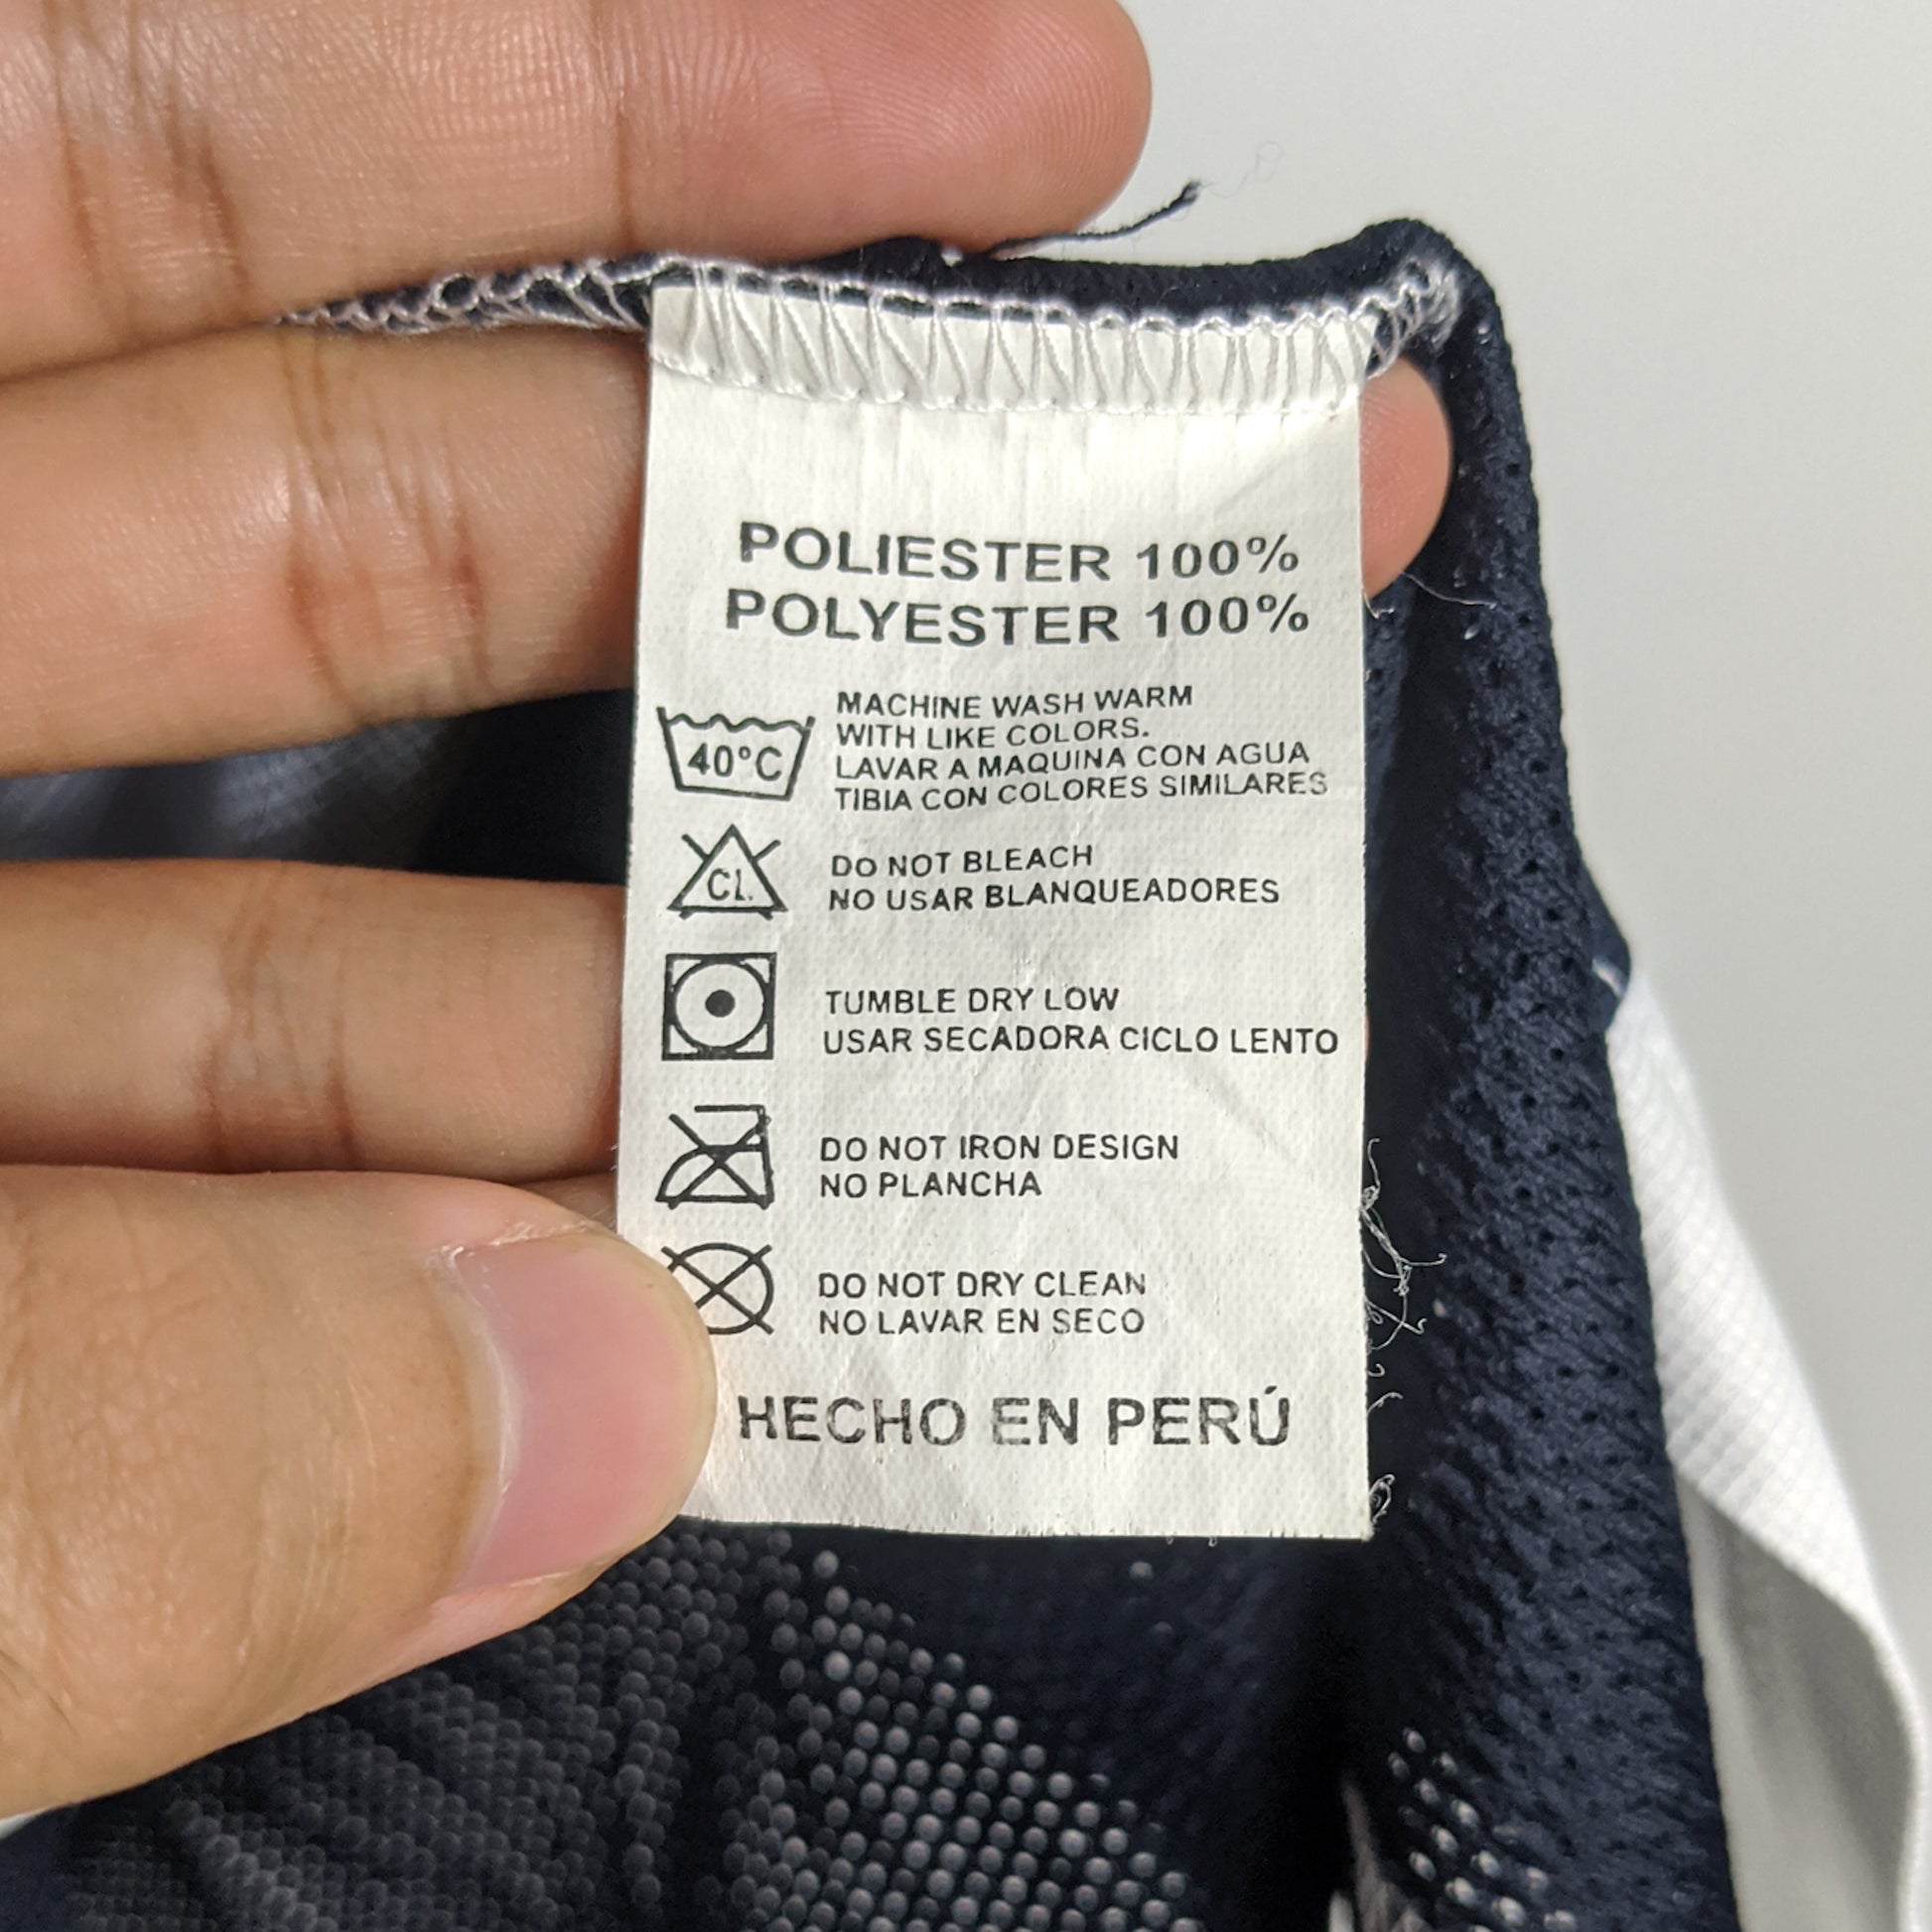 POLIESTER 100%
POLYESTER 100%
40°C
MACHINE WASH WARM
WITH LIKE COLORS.
LAVAR A MAQUINA CON AGUA
TIBIA CON COLORES SIMILARES
CL.
DO NOT BLEACH
NO USAR BLANQUEADORES
TUMBLE DRY LOW
USAR SECADORA CICLO LENTO
DO NOT IRON DESIGN
NO PLANCHA
DO NOT DRY CLEAN
NO LAVAR EN SECO
HECHO EN PERÚ